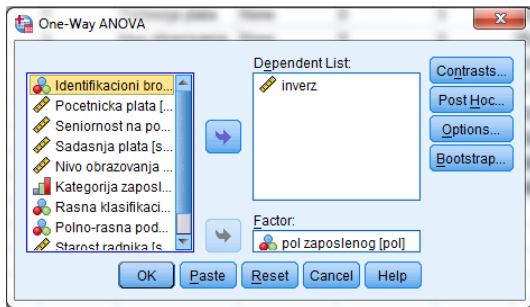 One-Way ANOVA
Identifikacioni bro...
Pocetnicka plata [...
Seniornost na po...
Sadasnja plata [s...
Nivo obrazovanja ...
Kategorija zaposl...
Rasna klasifikaci...
Polno-rasna pod...
Starost radnika [s...
Dependent List:
inverz
Factor:
pol zaposlenog [pol]
Contrasts...
Post Hoc...
Options...
Bootstrap...
OK
Paste
Reset
Cancel
Help